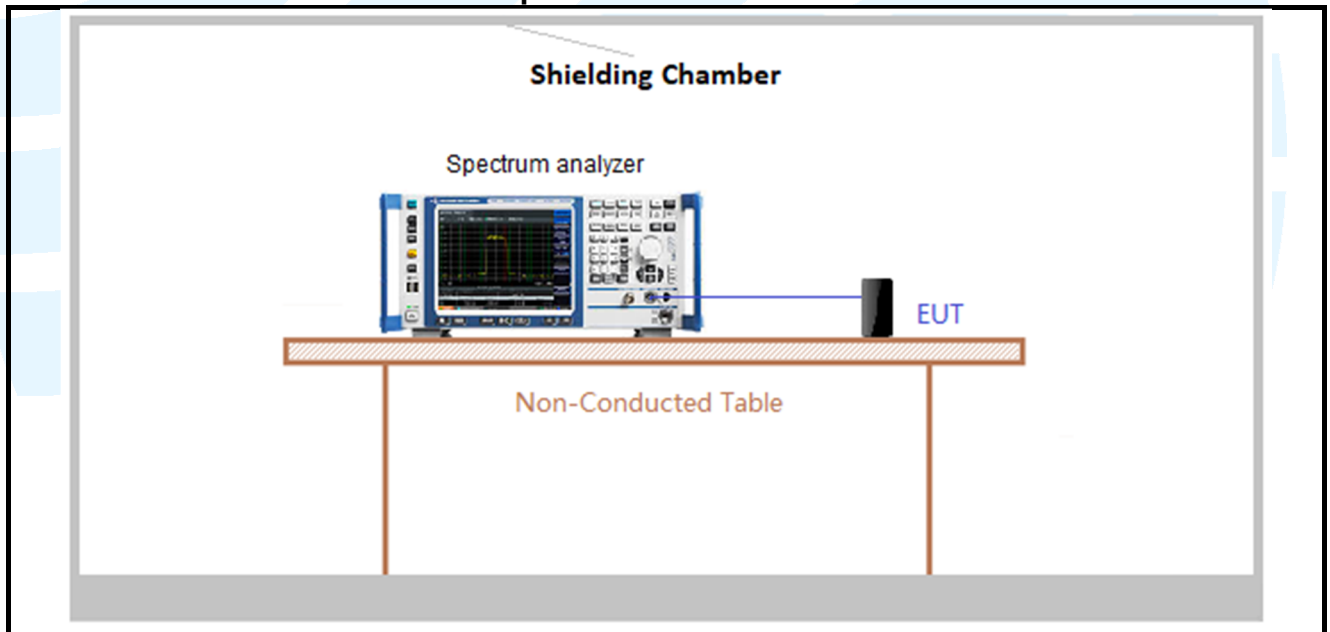 Shielding Chamber
Spectrum analyzer
EUT
Non-Conducted Table